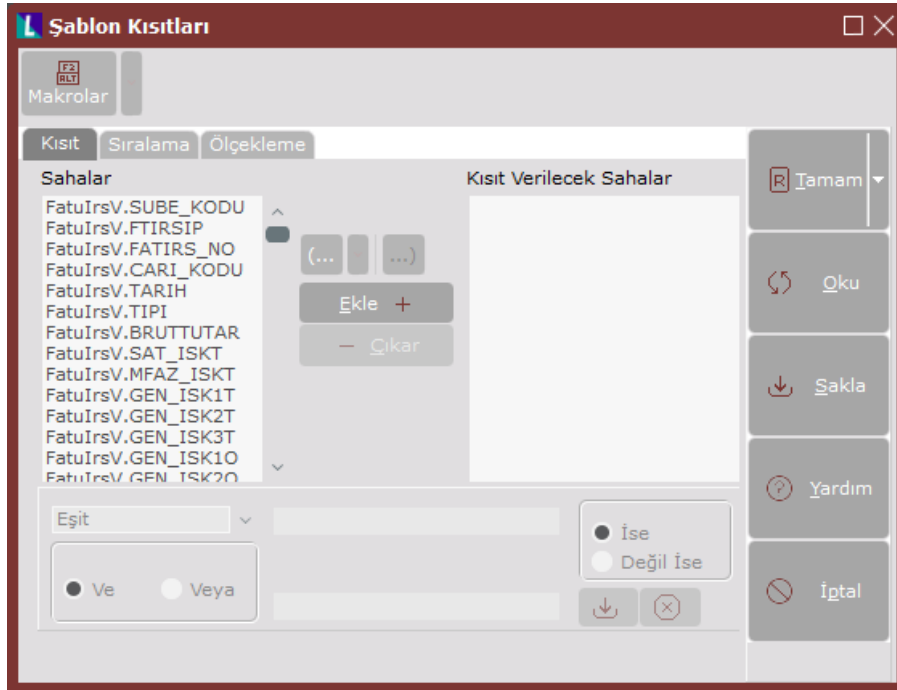 Şablon Kısıtları
F2
ALT
Makrolar
Kısıt Sıralama Ölçekleme
Sahalar
Kısıt Verilecek Sahalar
FatuIrsV.SUBE_KODU
FatuIrsV.FTIRSIP
FatuIrsV.FATIRS_NO
FatuIrsV.CARI_KODU
FatuIrsV.TARIH
FatuIrsV.TIPI
FatuIrsV.BRUTTUTAR
FatuIrsV.SAT_ISKT
FatuIrsV.MFAZ_ISKT
FatuIrsV.GEN_ISK1T
FatuIrsV.GEN_ISK2T
FatuIrsV.GEN_ISK3T
FatuIrsV.GEN_ISK1O
FatuIrsV.GEN_ISK2O
(... ...)
Ekle +
− Çıkar
Eşit
Ve Veya
İse
Değil İse
R Tamam
Oku
Sakla
? Yardım
İptal